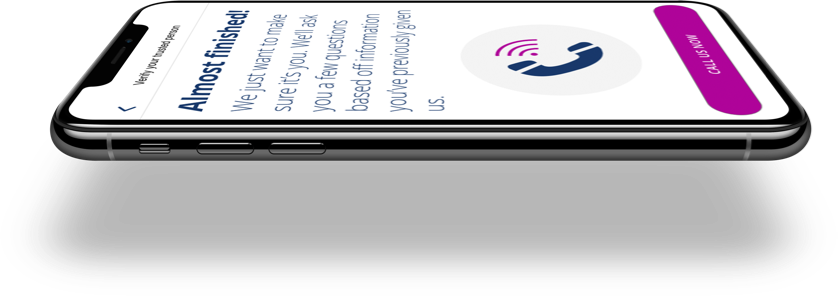 Verify your trusted person
Almost finished!
We just want to make
sure it's you. We'll ask
you a few questions
based off information
you've previously given
us.
CALL US NOW